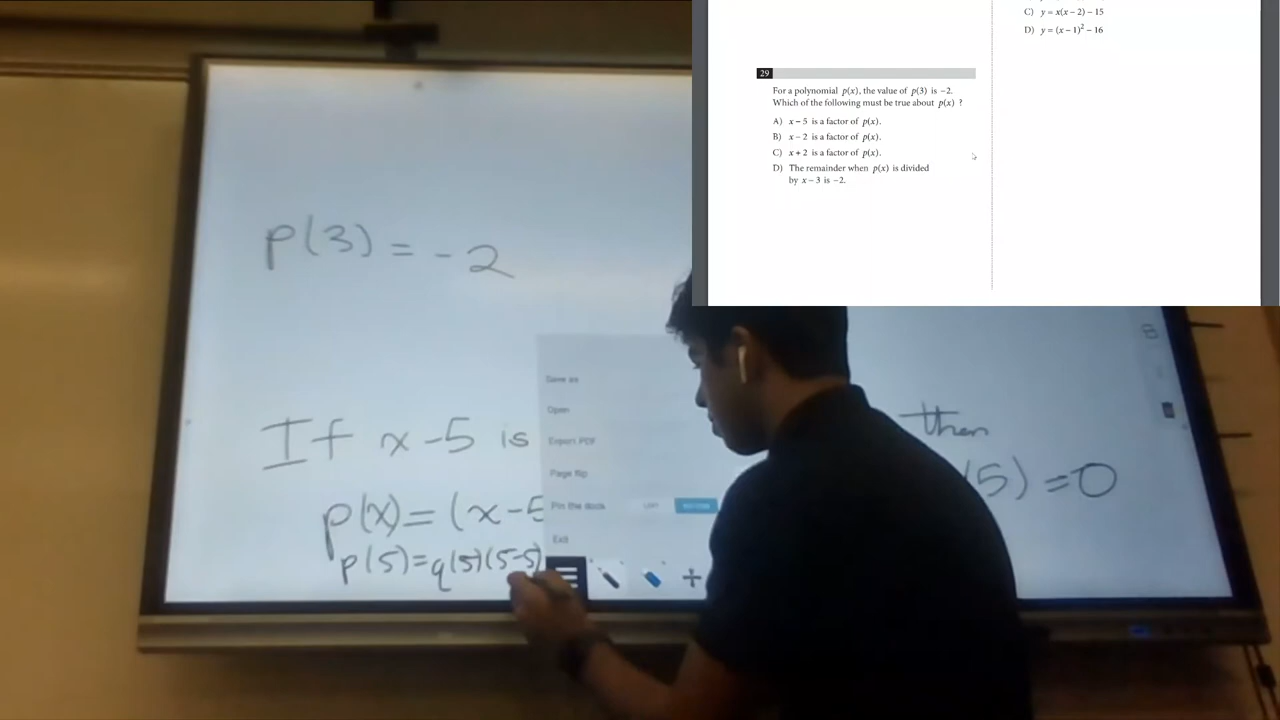 C) y = x(x − 2) − 15
D) y = (x − 1)² − 16
29
For a polynomial p(x), the value of p(3) is −2.
Which of the following must be true about p(x) ?
A) x − 5 is a factor of p(x).
B) x − 2 is a factor of p(x).
C) x + 2 is a factor of p(x).
D) The remainder when p(x) is divided
by x − 3 is −2.
p(3) = -2
Save as
Open
Export PDF
Page flip
Pin the docs
Exit
If x-5 is then
p(x) = (x-5 (5) = 0
p(5) = q(5)(5-5)